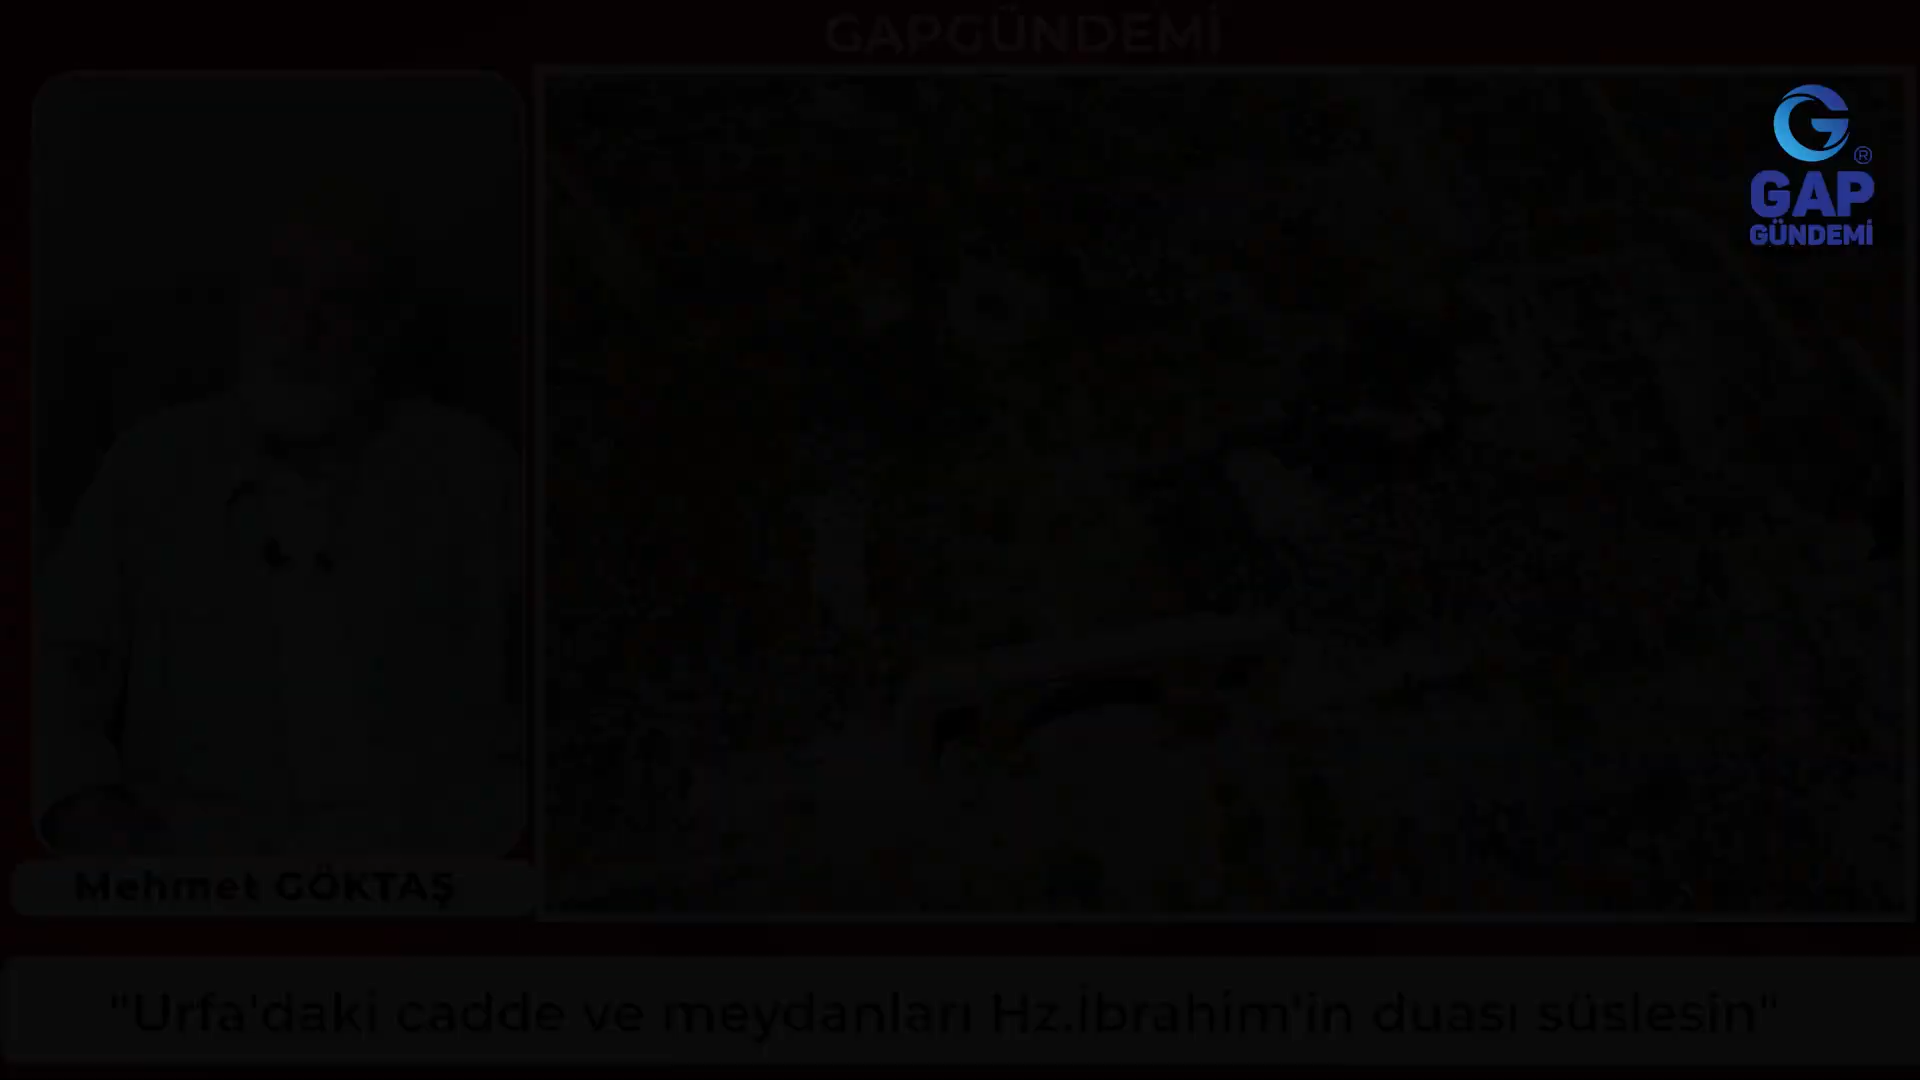 GAPGÜNDEMİ
G
®
GAP
GÜNDEMİ
Mehmet GÖKTAŞ
"Urfa'daki cadde ve meydanları Hz.İbrahim'in duası süslesin"